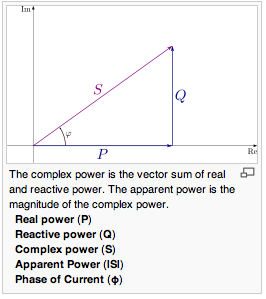 Im
S
Q
φ
P
Re
The complex power is the vector sum of real
and reactive power. The apparent power is the
magnitude of the complex power.
Real power (P)
Reactive power (Q)
Complex power (S)
Apparent Power (|S|)
Phase of Current (ϕ)